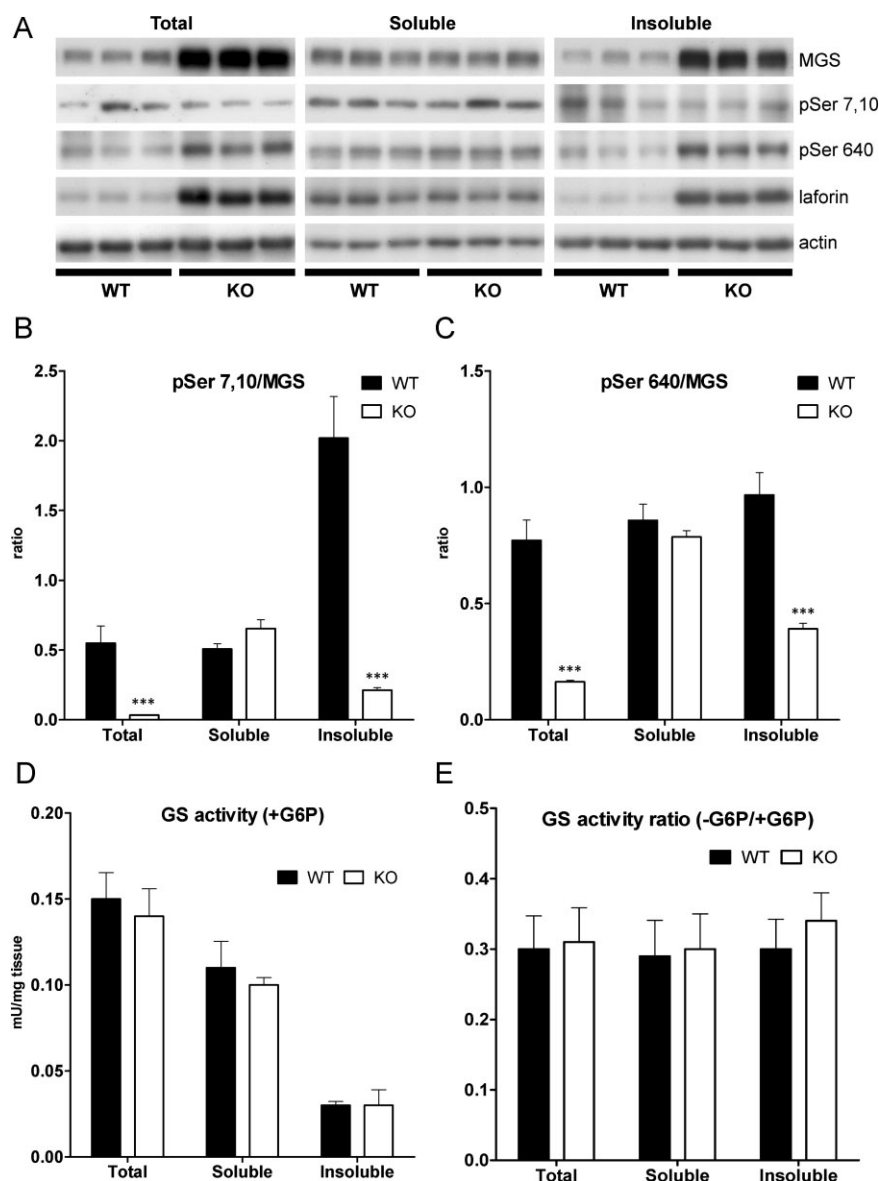 A
Total Soluble Insoluble
MGS
pSer 7,10
pSer 640
laforin
actin
WT KO WT KO WT KO
B
pSer 7,10/MGS
WT
KO
2.5
2.0
1.5
1.0
0.5
0.0
ratio
***
***
Total Soluble Insoluble
C
pSer 640/MGS
WT
KO
1.5
1.0
0.5
0.0
ratio
***
***
Total Soluble Insoluble
D
GS activity (+G6P)
WT KO
0.20
0.15
0.10
0.05
0.00
mU/mg tissue
Total Soluble Insoluble
E
GS activity ratio (-G6P/+G6P)
WT KO
0.5
0.4
0.3
0.2
0.1
0.0
Total Soluble Insoluble